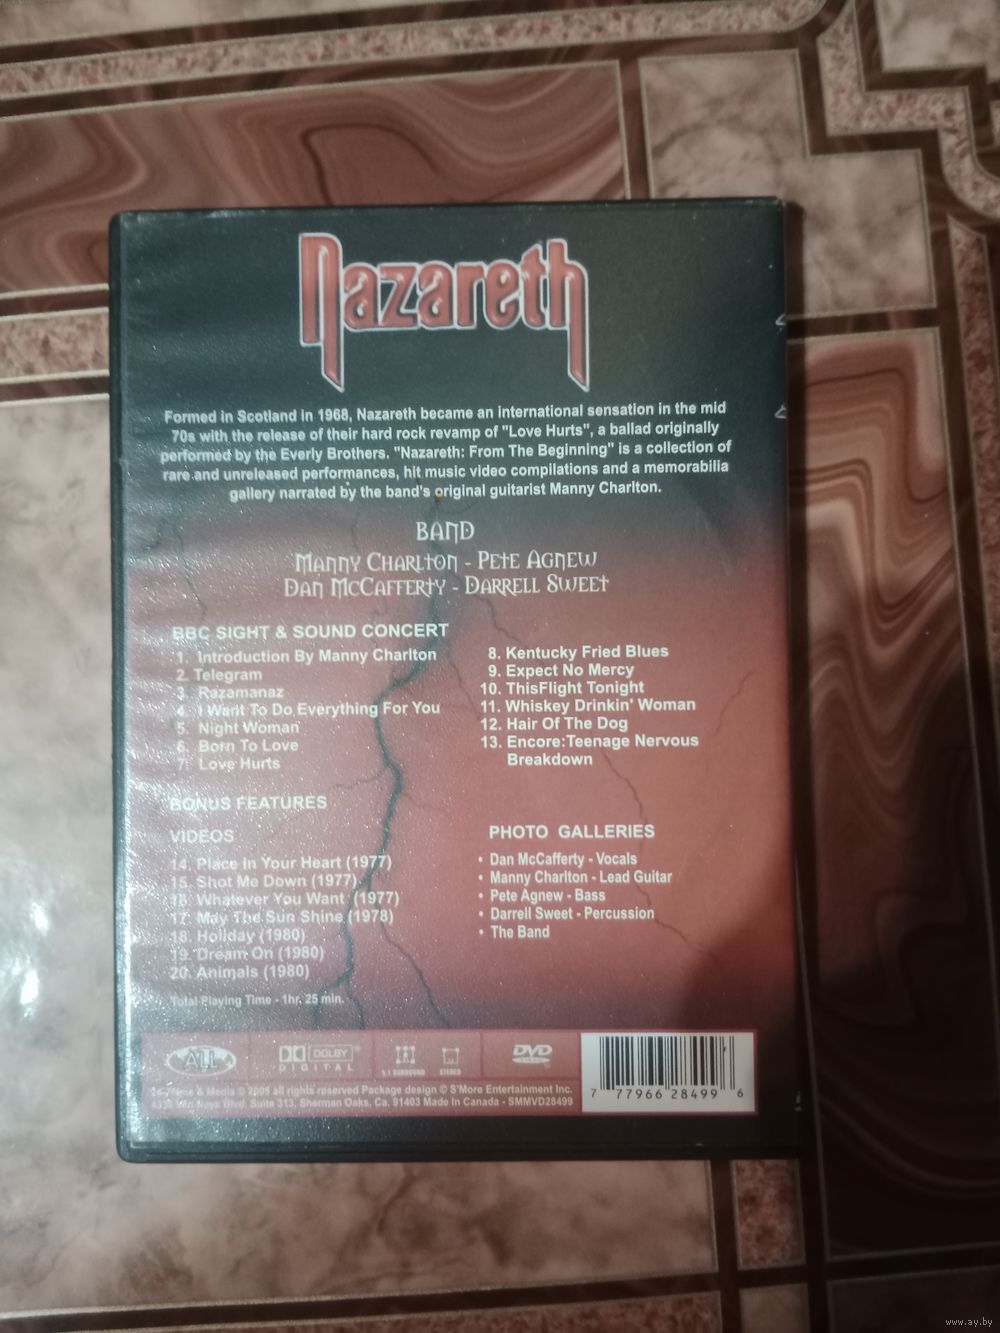 Nazareth
Formed in Scotland in 1968, Nazareth became an international sensation in the mid
70s with the release of their hard rock revamp of "Love Hurts", a ballad originally
performed by the Everly Brothers. "Nazareth: From The Beginning" is a collection of
rare and unreleased performances, hit music video compilations and a memorabilia
gallery narrated by the band's original guitarist Manny Charlton.
BAND
MANNY CHARLTON - PETE AGNEW
DAN MCCAFFERTY - DARRELL SWEET
BBC SIGHT & SOUND CONCERT
1. Introduction By Manny Charlton
2. Telegram
3. Razamanaz
4. I Want To Do Everything For You
5. Night Woman
6. Born To Love
7. Love Hurts
8. Kentucky Fried Blues
9. Expect No Mercy
10. ThisFlight Tonight
11. Whiskey Drinkin' Woman
12. Hair Of The Dog
13. Encore:Teenage Nervous
Breakdown
BONUS FEATURES
VIDEOS
14. Place In Your Heart (1977)
15. Shot Me Down (1977)
16. Whatever You Want (1977)
17. May The Sun Shine (1978)
18. Holiday (1980)
19. Dream On (1980)
20. Animals (1980)
PHOTO GALLERIES
• Dan McCafferty - Vocals
• Manny Charlton - Lead Guitar
• Pete Agnew - Bass
• Darrell Sweet - Percussion
• The Band
Total Playing Time - 1hr. 25 min.
ALL
DOLBY
DIGITAL
5.1 SURROUND
STEREO
DVD
VIDEO
& Media © 2005 all rights reserved Package design © S'More Entertainment Inc.
Blvd. Suite 313. Sherman Oaks, Ca. 91403 Made In Canada - SMMVD28499
7 77966 28499 6
www.ay.by